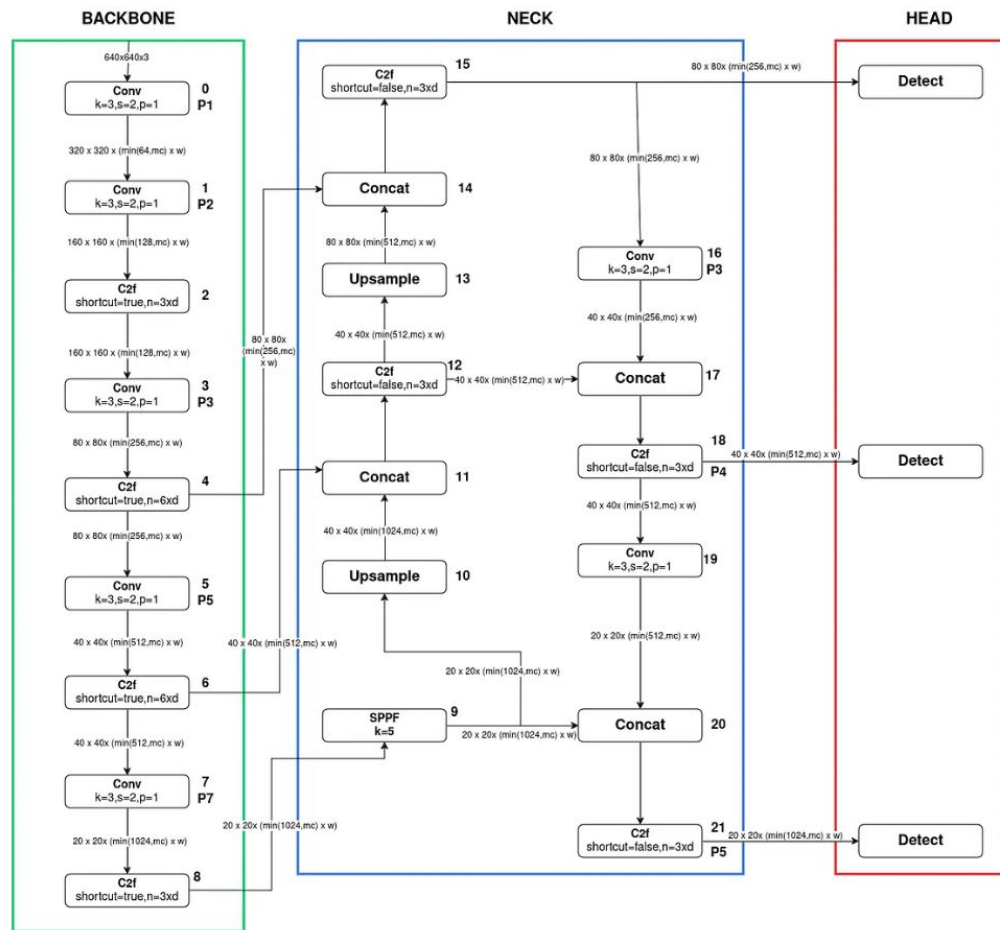 BACKBONE
NECK
HEAD
640x640x3
Conv
k=3,s=2,p=1
0
P1
320 x 320 x (min(64,mc) x w)
Conv
k=3,s=2,p=1
1
P2
160 x 160 x (min(128,mc) x w)
C2f
shortcut=true,n=3xd
2
160 x 160 x (min(128,mc) x w)
Conv
k=3,s=2,p=1
3
P3
80 x 80x (min(256,mc) x w)
C2f
shortcut=true,n=6xd
4
80 x 80x (min(256,mc) x w)
Conv
k=3,s=2,p=1
5
P5
40 x 40x (min(512,mc) x w)
C2f
shortcut=true,n=6xd
6
40 x 40x (min(512,mc) x w)
Conv
k=3,s=2,p=1
7
P7
20 x 20x (min(1024,mc) x w)
C2f
shortcut=true,n=3xd
8
80 x 80x
(min(256,mc)
x w)
40 x 40x (min(512,mc) x w)
20 x 20x (min(1024,mc) x w)
C2f
shortcut=false,n=3xd
15
Concat
14
80 x 80x (min(512,mc) x w)
Upsample
13
40 x 40x (min(512,mc) x w)
C2f
shortcut=false,n=3xd
12
40 x 40x (min(512,mc) x w)
Concat
11
40 x 40x (min(1024,mc) x w)
Upsample
10
20 x 20x (min(1024,mc) x w)
SPPF
k=5
9
20 x 20x (min(1024,mc) x w)
80 x 80x (min(256,mc) x w)
80 x 80x (min(256,mc) x w)
Conv
k=3,s=2,p=1
16
P3
40 x 40x (min(256,mc) x w)
Concat
17
C2f
shortcut=false,n=3xd
18
P4
40 x 40x (min(512,mc) x w)
40 x 40x (min(512,mc) x w)
Conv
k=3,s=2,p=1
19
20 x 20x (min(512,mc) x w)
Concat
20
C2f
shortcut=false,n=3xd
21
P5
20 x 20x (min(1024,mc) x w)
Detect
Detect
Detect